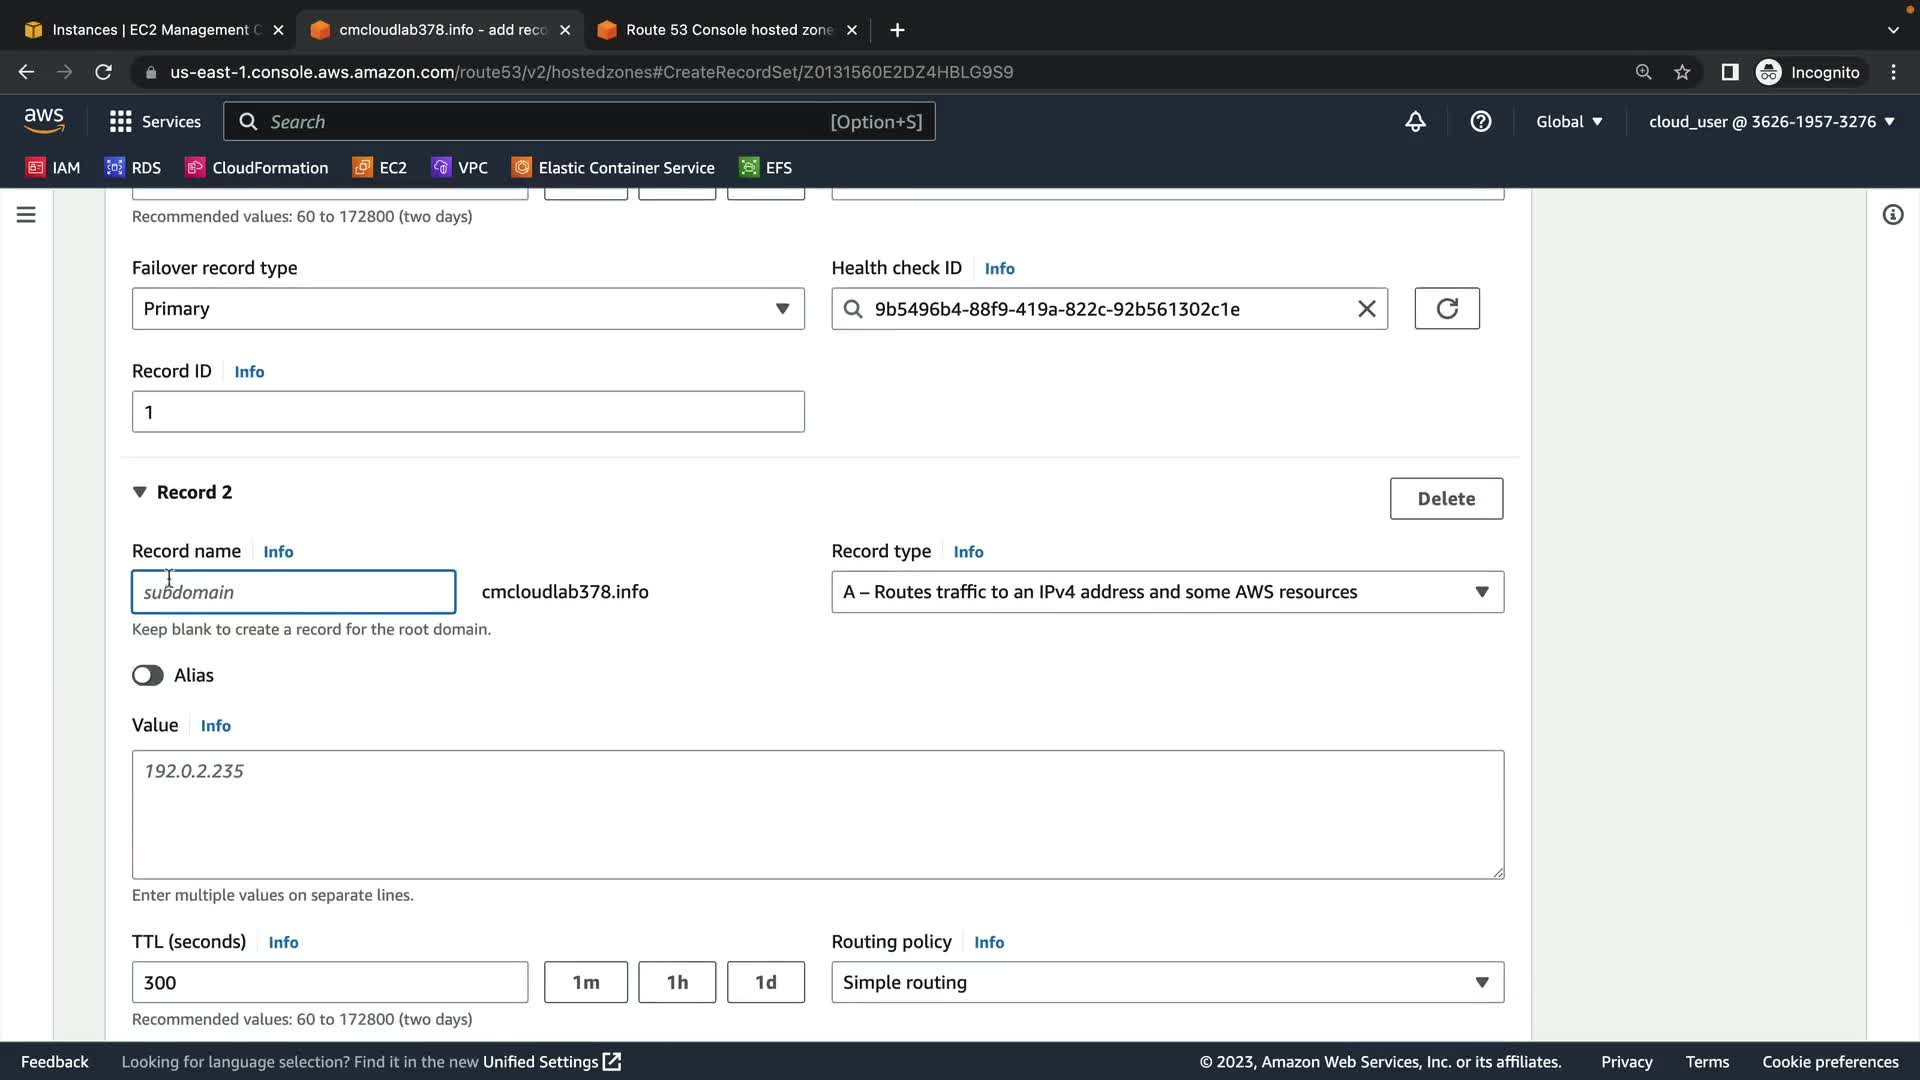 Instances | EC2 Management C
cmcloudlab378.info - add reco
Route 53 Console hosted zone
us-east-1.console.aws.amazon.com/route53/v2/hostedzones#CreateRecordSet/Z0131560E2DZ4HBLG9S9
Incognito
aws
Services
Search
[Option+S]
Global
cloud_user @ 3626-1957-3276
IAM
RDS
CloudFormation
EC2
VPC
Elastic Container Service
EFS
Recommended values: 60 to 172800 (two days)
Failover record type
Health check ID
Info
Primary
9b5496b4-88f9-419a-822c-92b561302c1e
Record ID
Info
1
Record 2
Delete
Record name
Info
Record type
Info
subdomain
cmcloudlab378.info
A – Routes traffic to an IPv4 address and some AWS resources
Keep blank to create a record for the root domain.
Alias
Value
Info
192.0.2.235
Enter multiple values on separate lines.
TTL (seconds)
Info
Routing policy
Info
300
1m
1h
1d
Simple routing
Recommended values: 60 to 172800 (two days)
Feedback
Looking for language selection? Find it in the new Unified Settings
© 2023, Amazon Web Services, Inc. or its affiliates.
Privacy
Terms
Cookie preferences